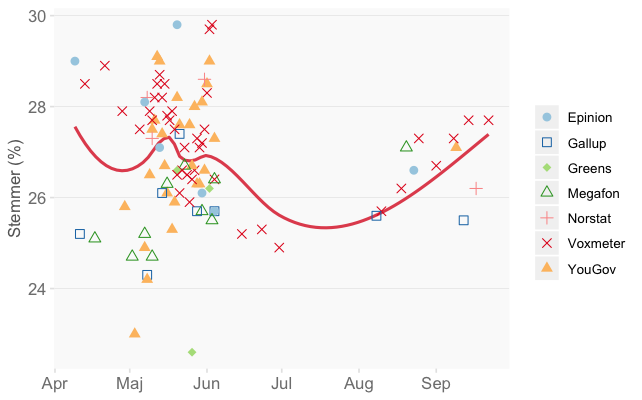 30
28
26
24
Stemmer (%)
Apr
Maj
Jun
Jul
Aug
Sep
Epinion
Gallup
Greens
Megafon
Norstat
Voxmeter
YouGov